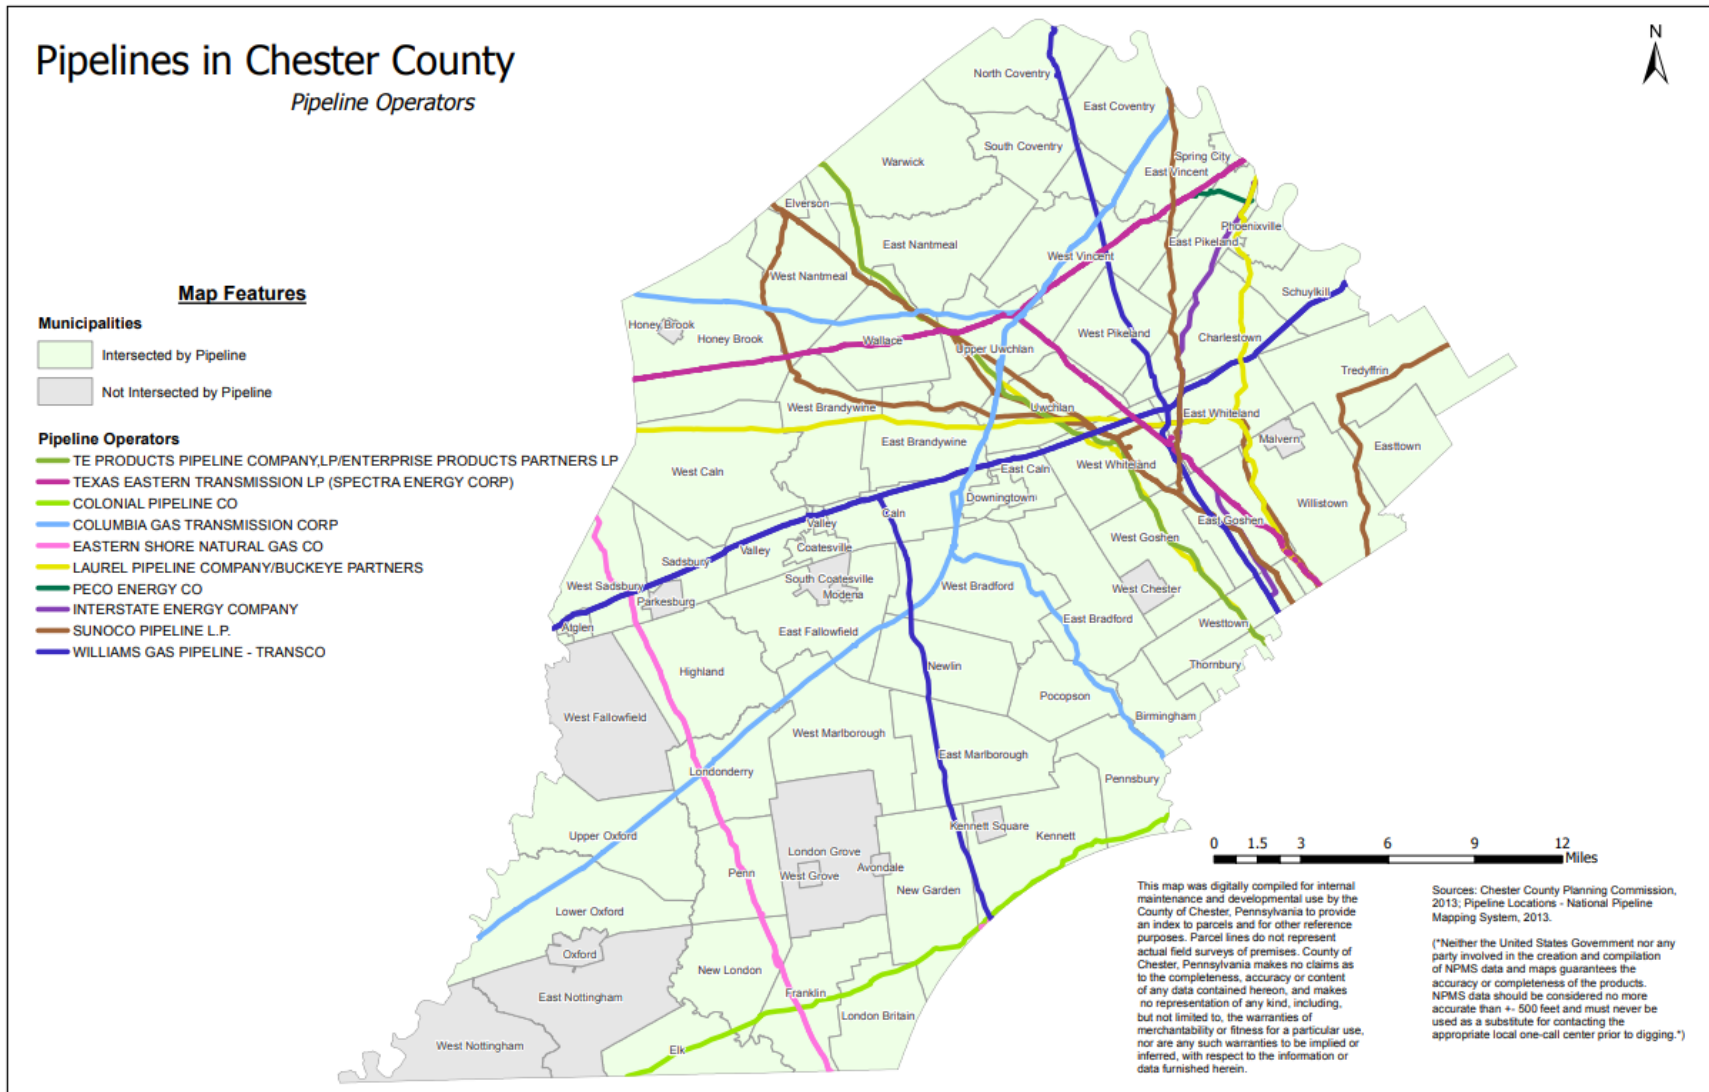 Pipelines in Chester County
Pipeline Operators
N
Map Features
Municipalities
Intersected by Pipeline
Not Intersected by Pipeline
Pipeline Operators
TE PRODUCTS PIPELINE COMPANY,LP/ENTERPRISE PRODUCTS PARTNERS LP
TEXAS EASTERN TRANSMISSION LP (SPECTRA ENERGY CORP)
COLONIAL PIPELINE CO
COLUMBIA GAS TRANSMISSION CORP
EASTERN SHORE NATURAL GAS CO
LAUREL PIPELINE COMPANY/BUCKEYE PARTNERS
PECO ENERGY CO
INTERSTATE ENERGY COMPANY
SUNOCO PIPELINE L.P.
WILLIAMS GAS PIPELINE - TRANSCO
North Coventry
East Coventry
South Coventry
Warwick
Spring City
East Vincent
Elverson
Phoenixville
East Nantmeal
East Pikeland
West Vincent
West Nantmeal
Schuylkill
Honey Brook
Honey Brook
Wallace
West Pikeland
Charlestown
Upper Uwchlan
Tredyffrin
West Brandywine
Uwchlan
East Whiteland
East Brandywine
Malvern
Easttown
West Caln
East Caln
West Whiteland
Downingtown
Willistown
Caln
Valley
East Goshen
West Goshen
Valley
Coatesville
Sadsbury
West Sadsbury
South Coatesville
Modena
West Bradford
West Chester
Parkesburg
East Bradford
Westtown
Atglen
East Fallowfield
Highland
Newlin
Thornbury
Pocopson
West Fallowfield
Birmingham
West Marlborough
East Marlborough
Londonderry
Pennsbury
Upper Oxford
Kennett Square
Kennett
London Grove
Penn
West Grove
Avondale
New Garden
Lower Oxford
Oxford
New London
East Nottingham
Franklin
London Britain
West Nottingham
Elk
0 1.5 3 6 9 12
Miles
This map was digitally compiled for internal
maintenance and developmental use by the
County of Chester, Pennsylvania to provide
an index to parcels and for other reference
purposes. Parcel lines do not represent
actual field surveys of premises. County of
Chester, Pennsylvania makes no claims as
to the completeness, accuracy or content
of any data contained hereon, and makes
no representation of any kind, including,
but not limited to, the warranties of
merchantability or fitness for a particular use,
nor are any such warranties to be implied or
inferred, with respect to the information or
data furnished herein.
Sources: Chester County Planning Commission,
2013; Pipeline Locations - National Pipeline
Mapping System, 2013.
(*Neither the United States Government nor any
party involved in the creation and compilation
of NPMS data and maps guarantees the
accuracy or completeness of the products.
NPMS data should be considered no more
accurate than +- 500 feet and must never be
used as a substitute for contacting the
appropriate local one-call center prior to digging.*)